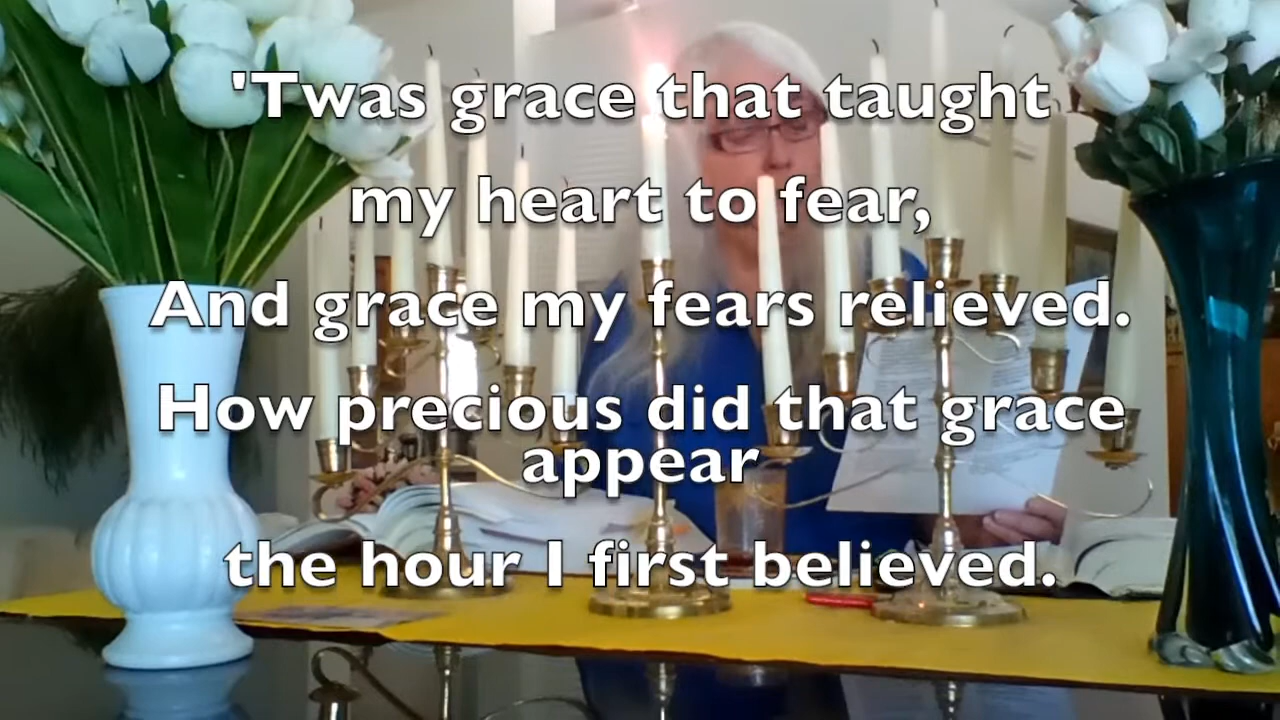 'Twas grace that taught
my heart to fear,
And grace my fears relieved.
How precious did that grace
appear
the hour I first believed.